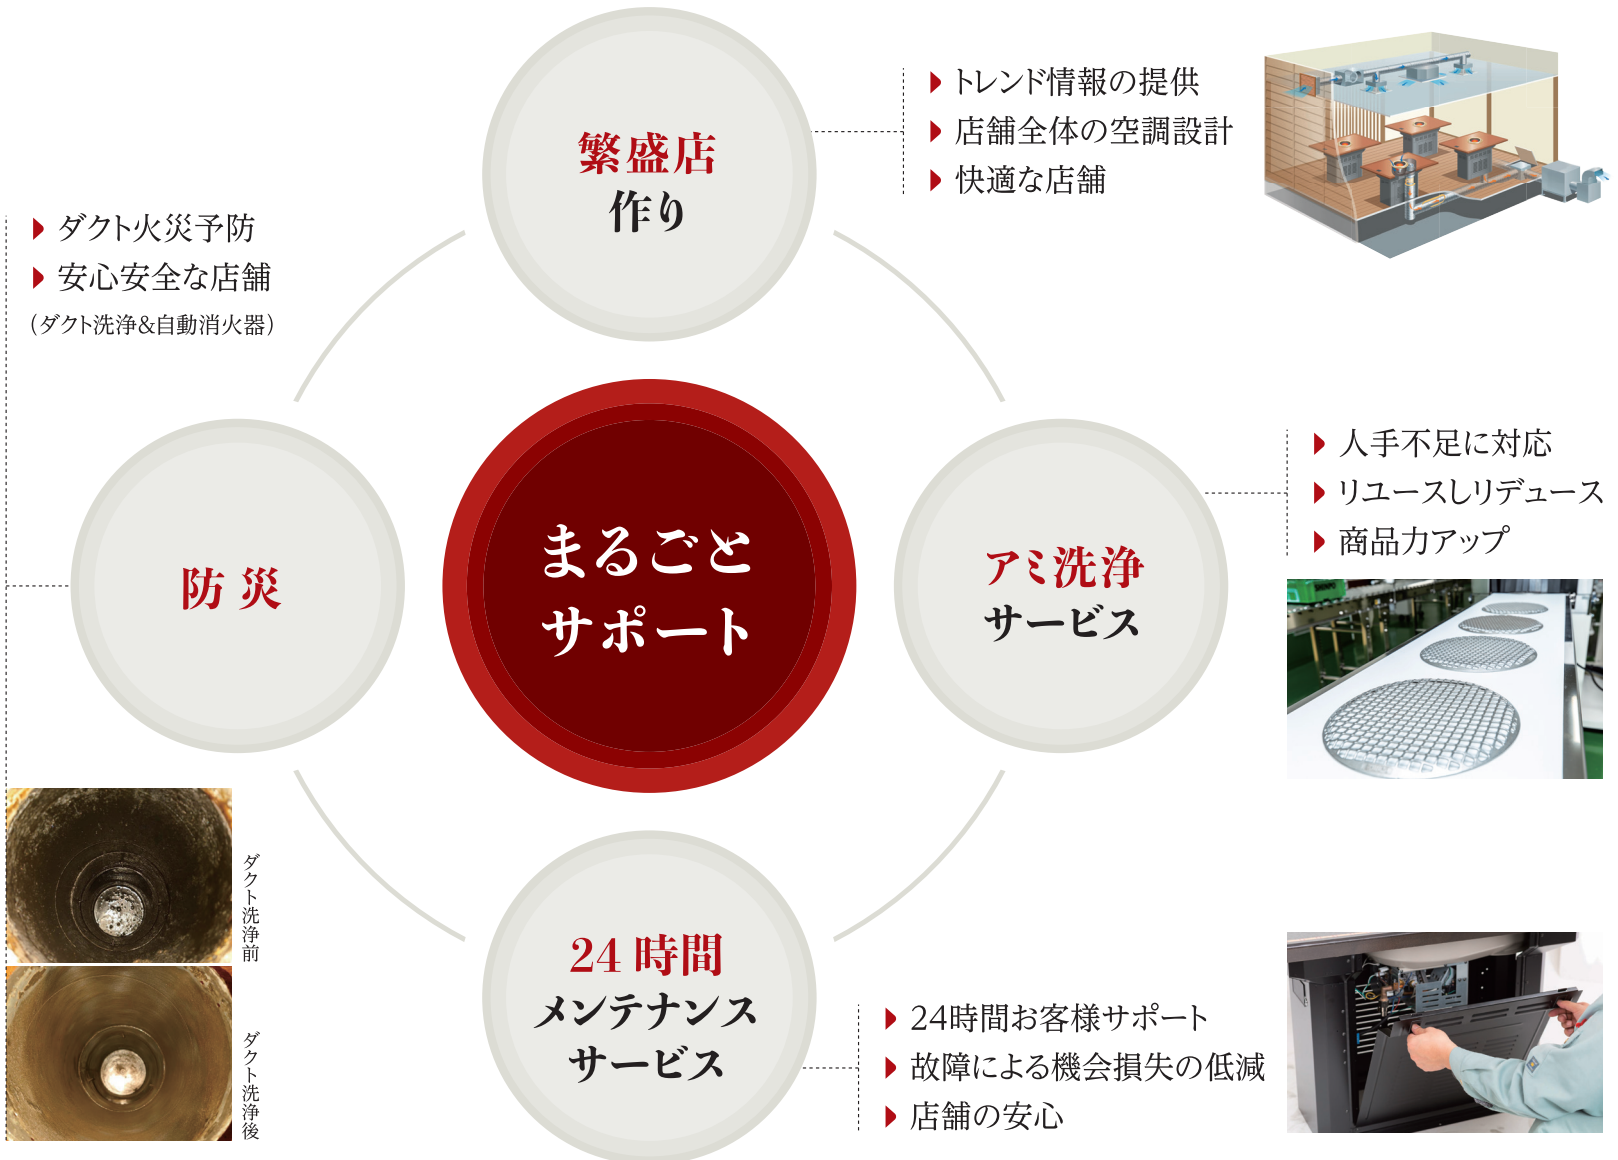 繁盛店
作り
トレンド情報の提供
店舗全体の空調設計
快適な店舗
ダクト火災予防
安心安全な店舗
(ダクト洗浄&自動消火器)
防災
まるごと
サポート
アミ洗浄
サービス
人手不足に対応
リユースしリデュース
商品力アップ
ダクト洗浄前
ダクト洗浄後
24時間
メンテナンス
サービス
24時間お客様サポート
故障による機会損失の低減
店舗の安心